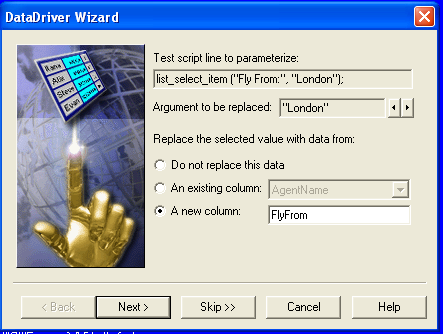 DataDriver Wizard
Rana
Alix
Steve
Evan
Test script line to parameterize:
list_select_item ("Fly From:", "London");
Argument to be replaced: "London"
Replace the selected value with data from:
Do not replace this data
An existing column: AgentName
A new column: FlyFrom
< Back Next > Skip >> Cancel Help